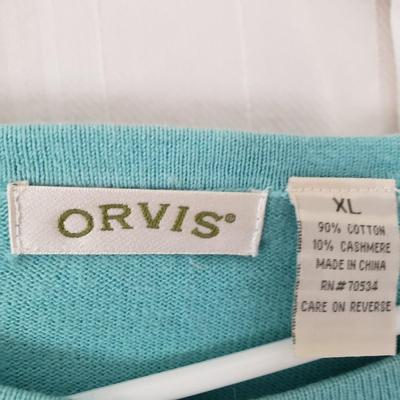 ORVIS®
XL
90% COTTON
10% CASHMERE
MADE IN CHINA
RN#70534
CARE ON REVERSE